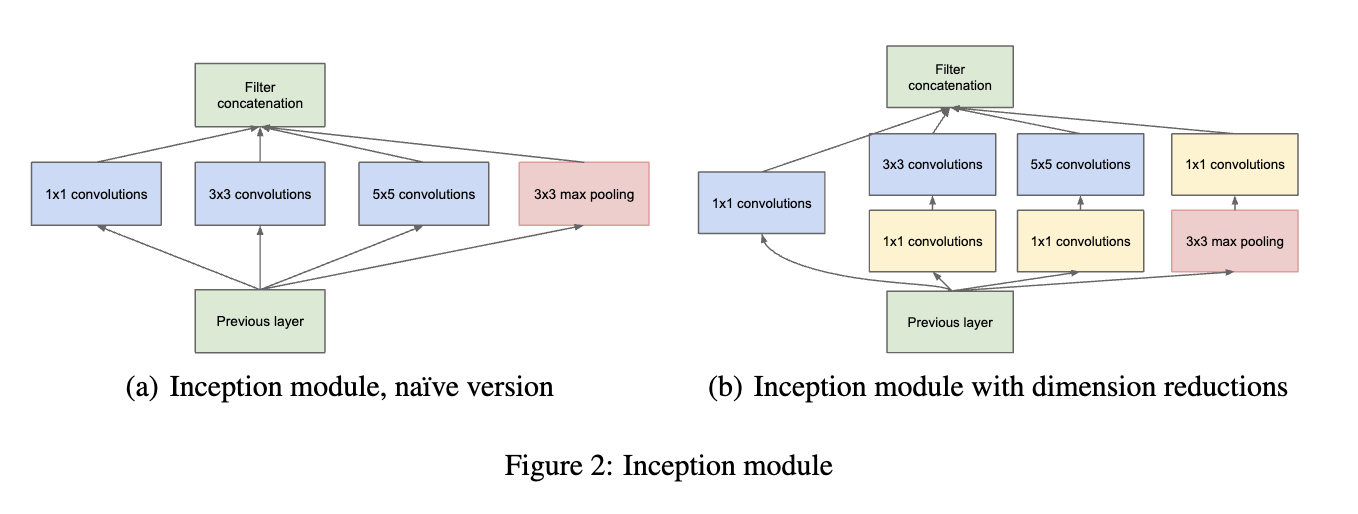 Filter
concatenation
1x1 convolutions
3x3 convolutions
5x5 convolutions
3x3 max pooling
Previous layer
(a) Inception module, naïve version
Filter
concatenation
1x1 convolutions
3x3 convolutions
5x5 convolutions
1x1 convolutions
1x1 convolutions
1x1 convolutions
3x3 max pooling
Previous layer
(b) Inception module with dimension reductions
Figure 2: Inception module